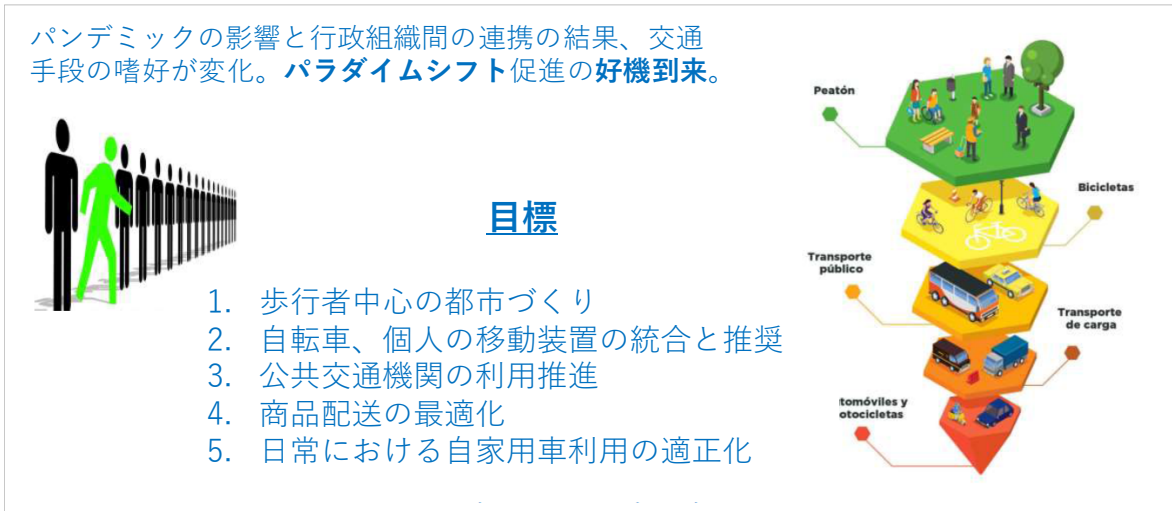 パンデミックの影響と行政組織間の連携の結果、交通
手段の嗜好が変化。パラダイムシフト促進の好機到来。
目標
1. 歩行者中心の都市づくり
2. 自転車、個人の移動装置の統合と推奨
3. 公共交通機関の利用推進
4. 商品配送の最適化
5. 日常における自家用車利用の適正化
Peatón
Bicicletas
Transporte
público
Transporte
de carga
tomóviles y
otocicletas